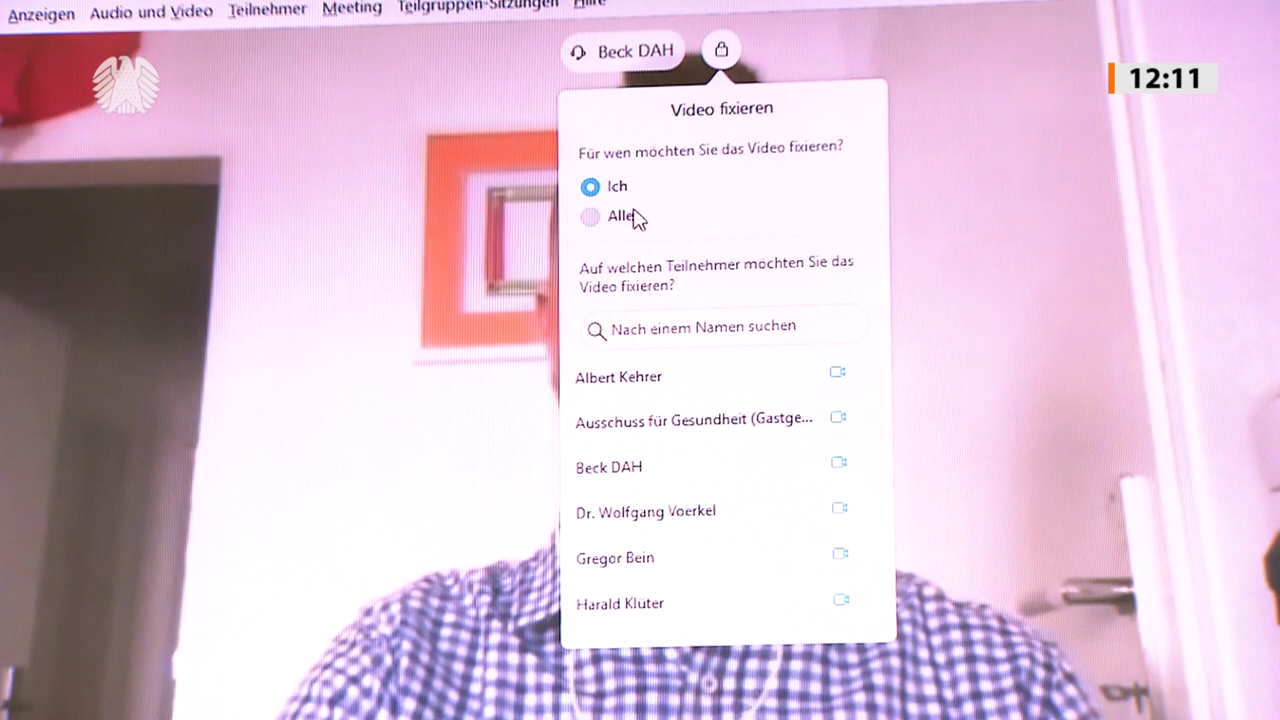 Anzeigen Audio und Video Teilnehmer Meeting Teilgruppen-Sitzungen Hilfe
Beck DAH
12:11
Video fixieren
Für wen möchten Sie das Video fixieren?
Ich
Alle
Auf welchen Teilnehmer möchten Sie das
Video fixieren?
Nach einem Namen suchen
Albert Kehrer
Ausschuss für Gesundheit (Gastge...
Beck DAH
Dr. Wolfgang Voerkel
Gregor Bein
Harald Klüter